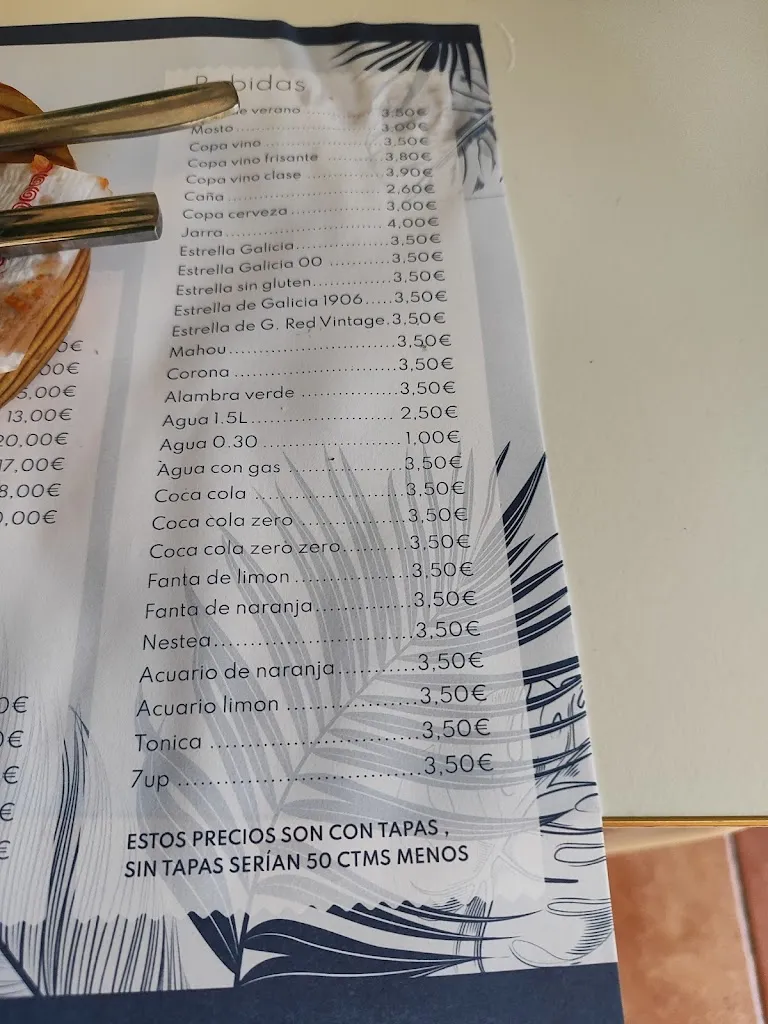 bidas
de verano 3,50€
Mosto 3,00€
Copa vino 3,50€
Copa vino frisante 3,80€
Copa vino clase 3,90€
Caña 2,60€
Copa cerveza 3,00€
Jarra 4,00€
Estrella Galicia 3,50€
Estrella Galicia 00 3,50€
Estrella sin gluten 3,50€
Estrella de Galicia 1906 3,50€
Estrella de G. Red Vintage 3,50€
Mahou 3,50€
Corona 3,50€
Alambra verde 3,50€
Agua 1.5L 2,50€
Agua 0.30 1,00€
Agua con gas 3,50€
Coca cola 3,50€
Coca cola zero 3,50€
Coca cola zero zero 3,50€
Fanta de limon 3,50€
Fanta de naranja 3,50€
Nestea 3,50€
Acuario de naranja 3,50€
Acuario limon 3,50€
Tonica 3,50€
7up 3,50€
ESTOS PRECIOS SON CON TAPAS ,
SIN TAPAS SERÍAN 50 CTMS MENOS
13,00€